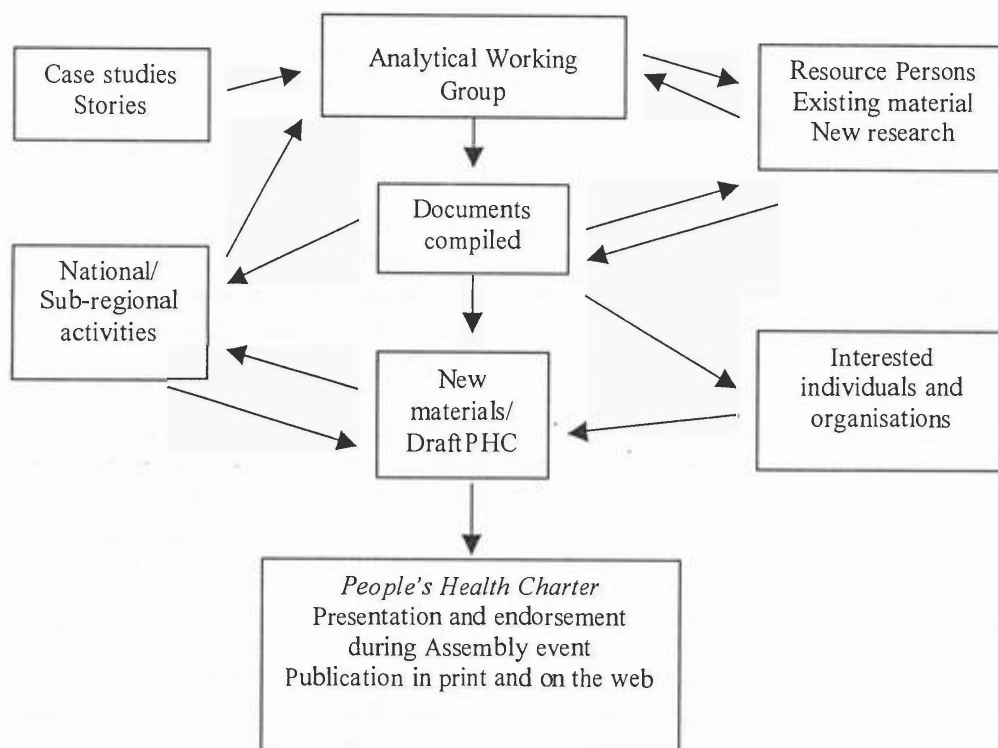 Case studies
Stories
Analytical Working
Group
Resource Persons
Existing material
New research
Documents
compiled
National/
Sub-regional
activities
New
materials/
DraftPHC
Interested
individuals and
organisations
People's Health Charter
Presentation and endorsement
during Assembly event
Publication in print and on the web